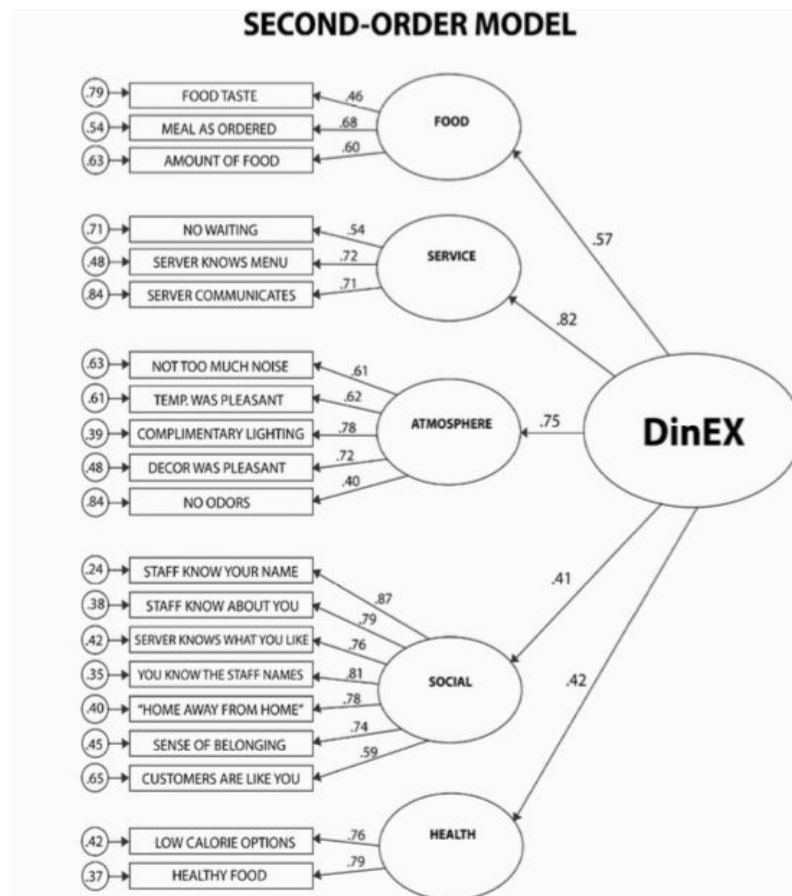 SECOND-ORDER MODEL
.79 FOOD TASTE .46
.54 MEAL AS ORDERED .68 FOOD
.63 AMOUNT OF FOOD .60
.57
.71 NO WAITING .54
.48 SERVER KNOWS MENU .72 SERVICE
.84 SERVER COMMUNICATES .71
.82
.63 NOT TOO MUCH NOISE .61
.61 TEMP. WAS PLEASANT .62
.39 COMPLIMENTARY LIGHTING .78 ATMOSPHERE .75 DinEX
.48 DECOR WAS PLEASANT .72
.84 NO ODORS .40
.41
.24 STAFF KNOW YOUR NAME .87
.38 STAFF KNOW ABOUT YOU .79
.42 SERVER KNOWS WHAT YOU LIKE .76
.35 YOU KNOW THE STAFF NAMES .81 SOCIAL .42
.40 "HOME AWAY FROM HOME" .78
.45 SENSE OF BELONGING .74
.65 CUSTOMERS ARE LIKE YOU .59
.42 LOW CALORIE OPTIONS .76 HEALTH
.37 HEALTHY FOOD .79